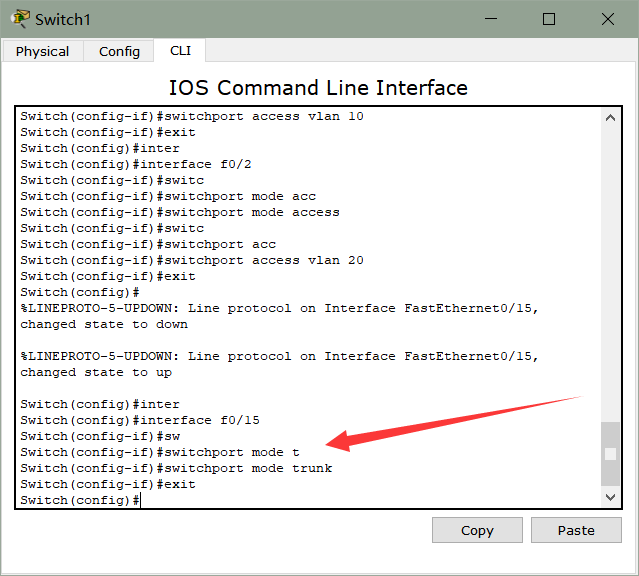 Switch1
Physical Config CLI
IOS Command Line Interface
Switch(config-if)#switchport access vlan 10
Switch(config-if)#exit
Switch(config)#inter
Switch(config)#interface f0/2
Switch(config-if)#switc
Switch(config-if)#switchport mode acc
Switch(config-if)#switchport mode access
Switch(config-if)#switc
Switch(config-if)#switchport acc
Switch(config-if)#switchport access vlan 20
Switch(config-if)#exit
Switch(config)#
%LINEPROTO-5-UPDOWN: Line protocol on Interface FastEthernet0/15,
changed state to down
%LINEPROTO-5-UPDOWN: Line protocol on Interface FastEthernet0/15,
changed state to up
Switch(config)#inter
Switch(config)#interface f0/15
Switch(config-if)#sw
Switch(config-if)#switchport mode t
Switch(config-if)#switchport mode trunk
Switch(config-if)#exit
Switch(config)#
Copy Paste